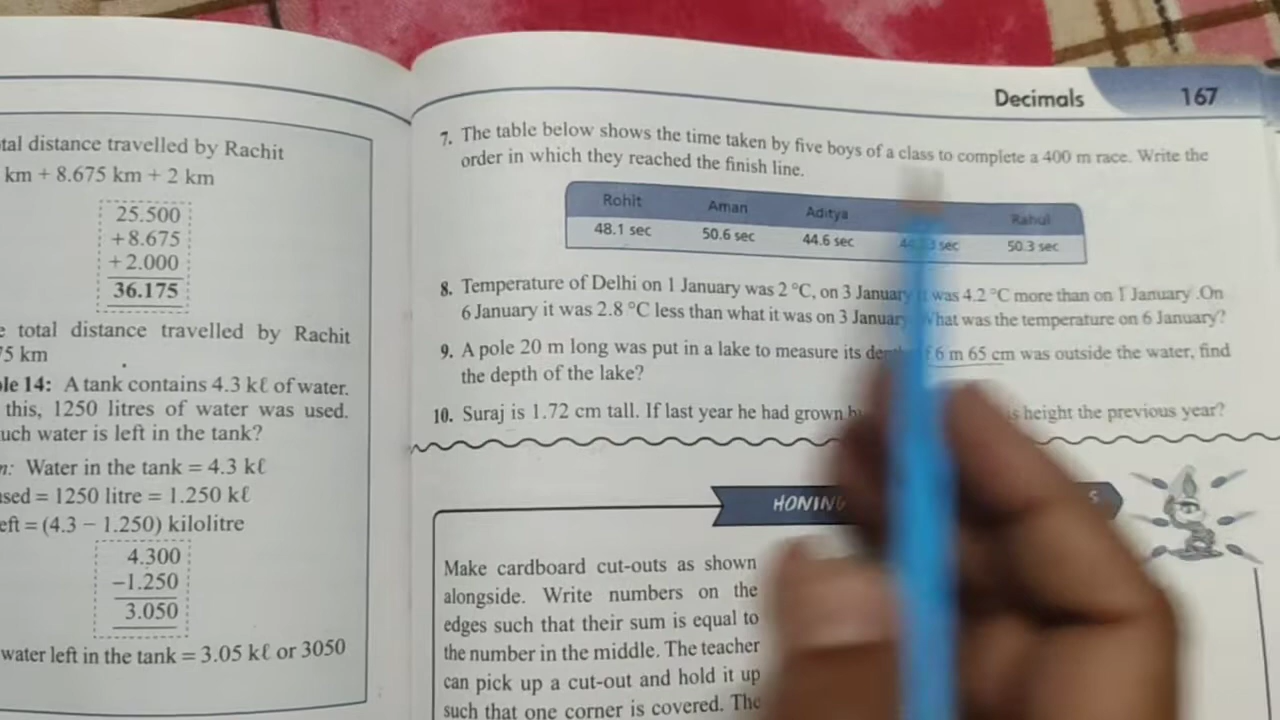 Decimals 167
tal distance travelled by Rachit
km + 8.675 km + 2 km
25.500
+8.675
+2.000
36.175
total distance travelled by Rachit
5 km
le 14: A tank contains 4.3 kℓ of water.
this, 1250 litres of water was used.
uch water is left in the tank?
n: Water in the tank = 4.3 kℓ
used = 1250 litre = 1.250 kℓ
eft = (4.3 − 1.250) kilolitre
4.300
−1.250
3.050
water left in the tank = 3.05 kℓ or 3050
7. The table below shows the time taken by five boys of a class to complete a 400 m race. Write the
order in which they reached the finish line.
Rohit Aman Aditya Rahul
48.1 sec 50.6 sec 44.6 sec sec 50.3 sec
8. Temperature of Delhi on 1 January was 2 °C, on 3 January it was 4.2 °C more than on 1 January .On
6 January it was 2.8 °C less than what it was on 3 January. What was the temperature on 6 January?
9. A pole 20 m long was put in a lake to measure its 6 m 65 cm was outside the water, find
the depth of the lake?
10. Suraj is 1.72 cm tall. If last year he had grown height the previous year?
HONING
Make cardboard cut-outs as shown
alongside. Write numbers on the
edges such that their sum is equal to
the number in the middle. The teacher
can pick up a cut-out and hold it up
such that one corner is covered. The